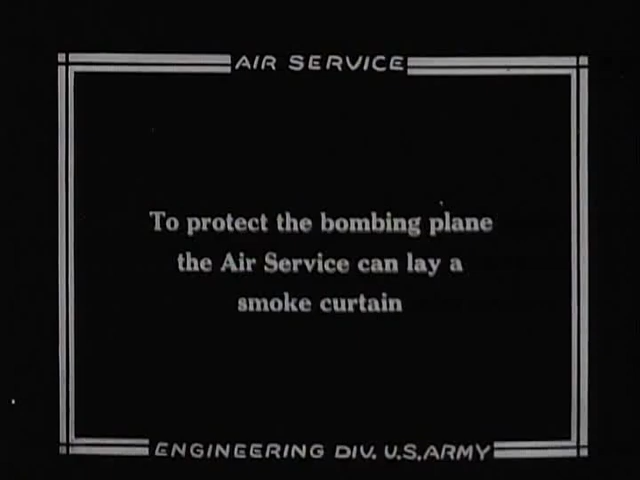 AIR SERVICE
To protect the bombing plane
the Air Service can lay a
smoke curtain
ENGINEERING DIV. U.S. ARMY